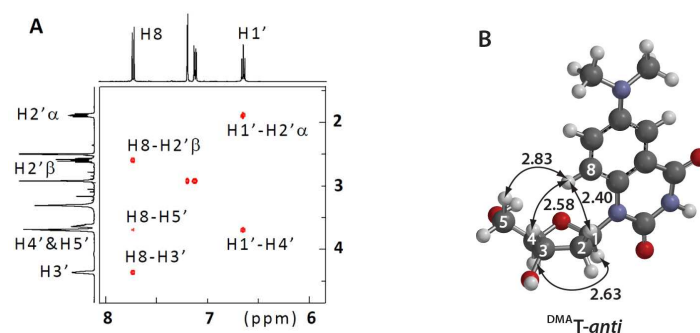 A
H8
H1'
H2'α
H2'β
H4'&H5'
H3'
H8-H2'β
H1'-H2'α
H8-H5'
H8-H3'
H1'-H4'
2
3
4
8
7
(ppm)
6
B
8
2.83
2.58
2.40
5
4
3
2
1
2.63
DMAT-anti